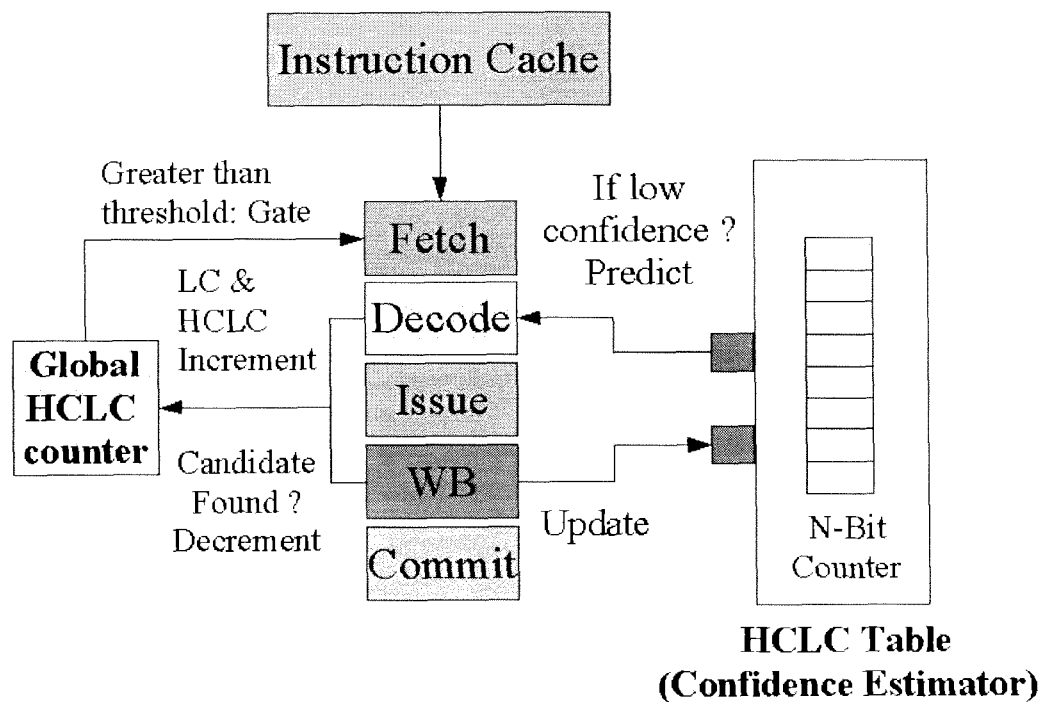 Instruction Cache
Greater than
threshold: Gate
Fetch
If low
confidence ?
Predict
LC &
HCLC
Increment
Decode
Global
HCLC
counter
Issue
Candidate
Found ?
Decrement
WB
Update
Commit
N-Bit
Counter
HCLC Table
(Confidence Estimator)